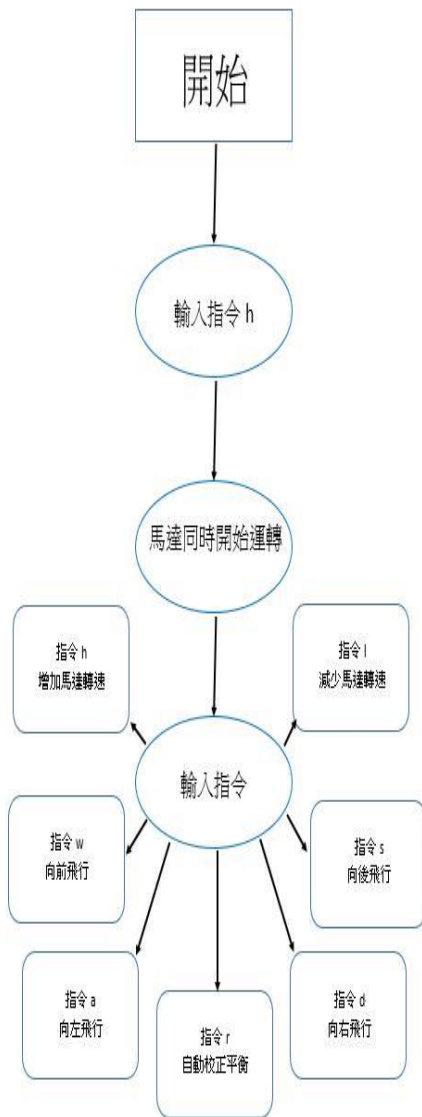 開始
輸入指令 h
馬達同時開始運轉
指令 h
增加馬達轉速
指令 l
減少馬達轉速
輸入指令
指令 w
向前飛行
指令 s
向後飛行
指令 a
向左飛行
指令 r
自動校正平衡
指令 d
向右飛行